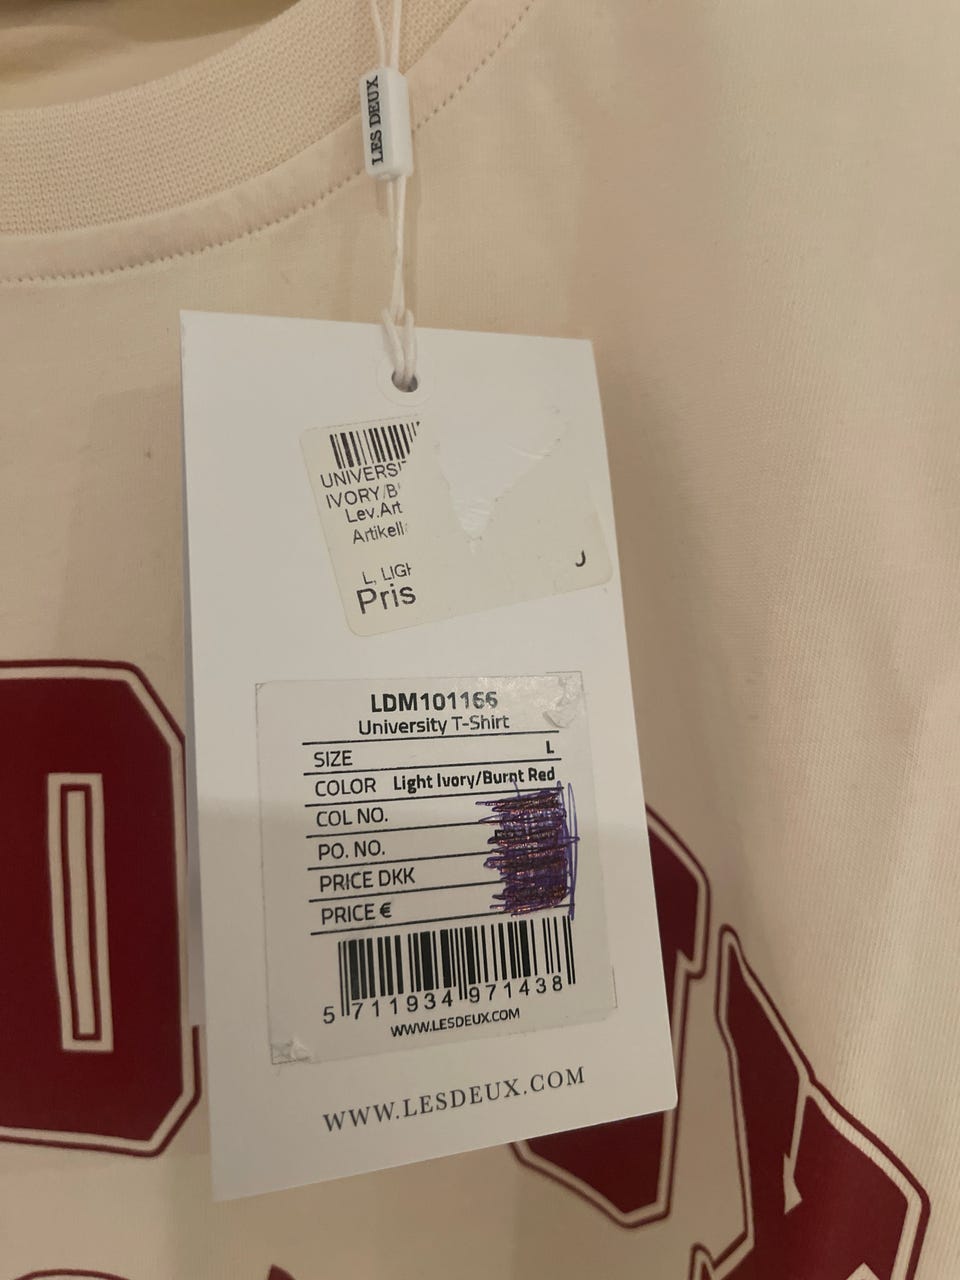 LES DEUX
UNIVERSI
IVORY/B
Lev.Art
Artikell
L, LIGH
Pris
LDM101166
University T-Shirt
SIZE L
COLOR Light Ivory/Burnt Red
COL NO.
PO. NO.
PRICE DKK
PRICE €
5 711934 971438
WWW.LESDEUX.COM
WWW.LESDEUX.COM